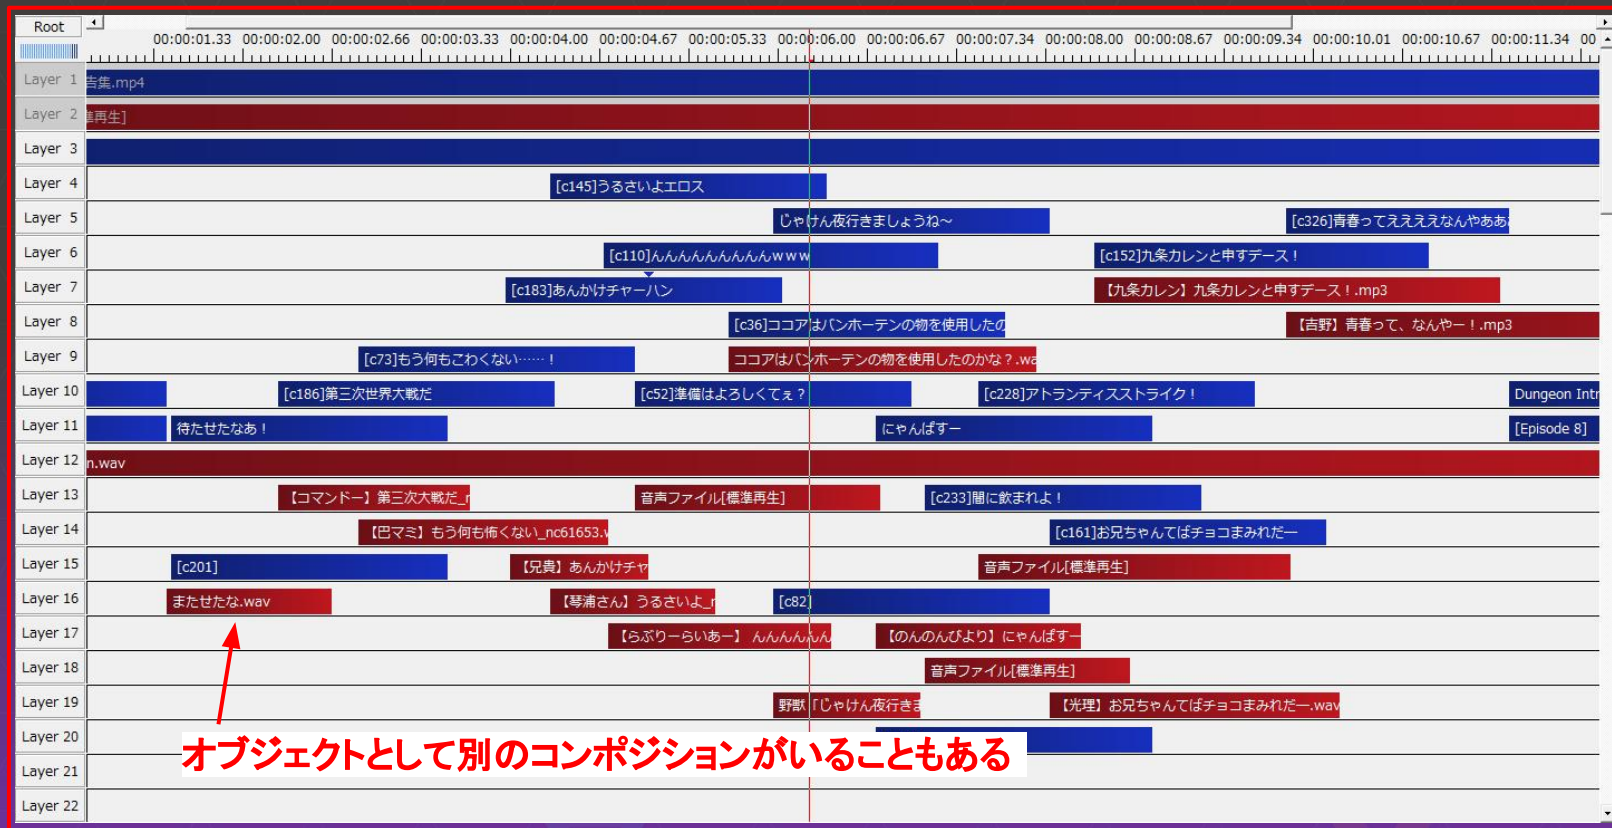 Root
00:00:01.33 00:00:02.00 00:00:02.66 00:00:03.33 00:00:04.00 00:00:04.67 00:00:05.33 00:00:06.00 00:00:06.67 00:00:07.34 00:00:08.00 00:00:08.67 00:00:09.34 00:00:10.01 00:00:10.67 00:00:11.34 00
Layer 1 告集.mp4
Layer 2 準再生]
Layer 3
Layer 4 [c145]うるさいよエロス
Layer 5 じゃけん夜行きましょうね～ [c326]青春ってええええなんやああ
Layer 6 [c110]んんんんんんんんんｗｗｗ [c152]九条カレンと申すデース！
Layer 7 [c183]あんかけチャーハン 【九条カレン】九条カレンと申すデース！.mp3
Layer 8 [c36]ココアはバンホーテンの物を使用したの 【吉野】青春って、なんやー！.mp3
Layer 9 [c73]もう何もこわくない……！ ココアはバンホーテンの物を使用したのかな？.wa
Layer 10 [c186]第三次世界大戦だ [c52]準備はよろしくてぇ？ [c228]アトランティスストライク！ Dungeon Intr
Layer 11 待たせたなあ！ にゃんぱすー [Episode 8]
Layer 12 n.wav
Layer 13 【コマンドー】第三次大戦だ_n 音声ファイル[標準再生] [c233]闇に飲まれよ！
Layer 14 【巴マミ】もう何も怖くない_nc61653.w [c161]お兄ちゃんてばチョコまみれだ―
Layer 15 [c201] 【兄貴】あんかけチャ 音声ファイル[標準再生]
Layer 16 またせたな.wav 【琴浦さん】うるさいよ_n [c82]
Layer 17 【らぶりーらいあー】 んんんんんん 【のんのんびより】にゃんぱすー
Layer 18 音声ファイル[標準再生]
Layer 19 野獣「じゃけん夜行きま 【光理】お兄ちゃんてばチョコまみれだ―.wav
Layer 20
オブジェクトとして別のコンポジションがいることもある
Layer 21
Layer 22